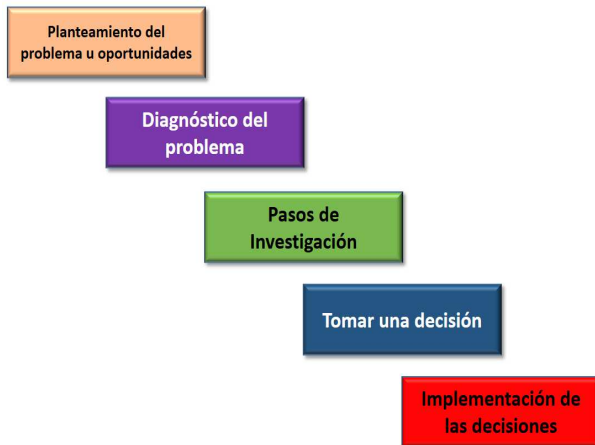 Planteamiento del
problema u oportunidades
Diagnóstico del
problema
Pasos de
Investigación
Tomar una decisión
Implementación de
las decisiones